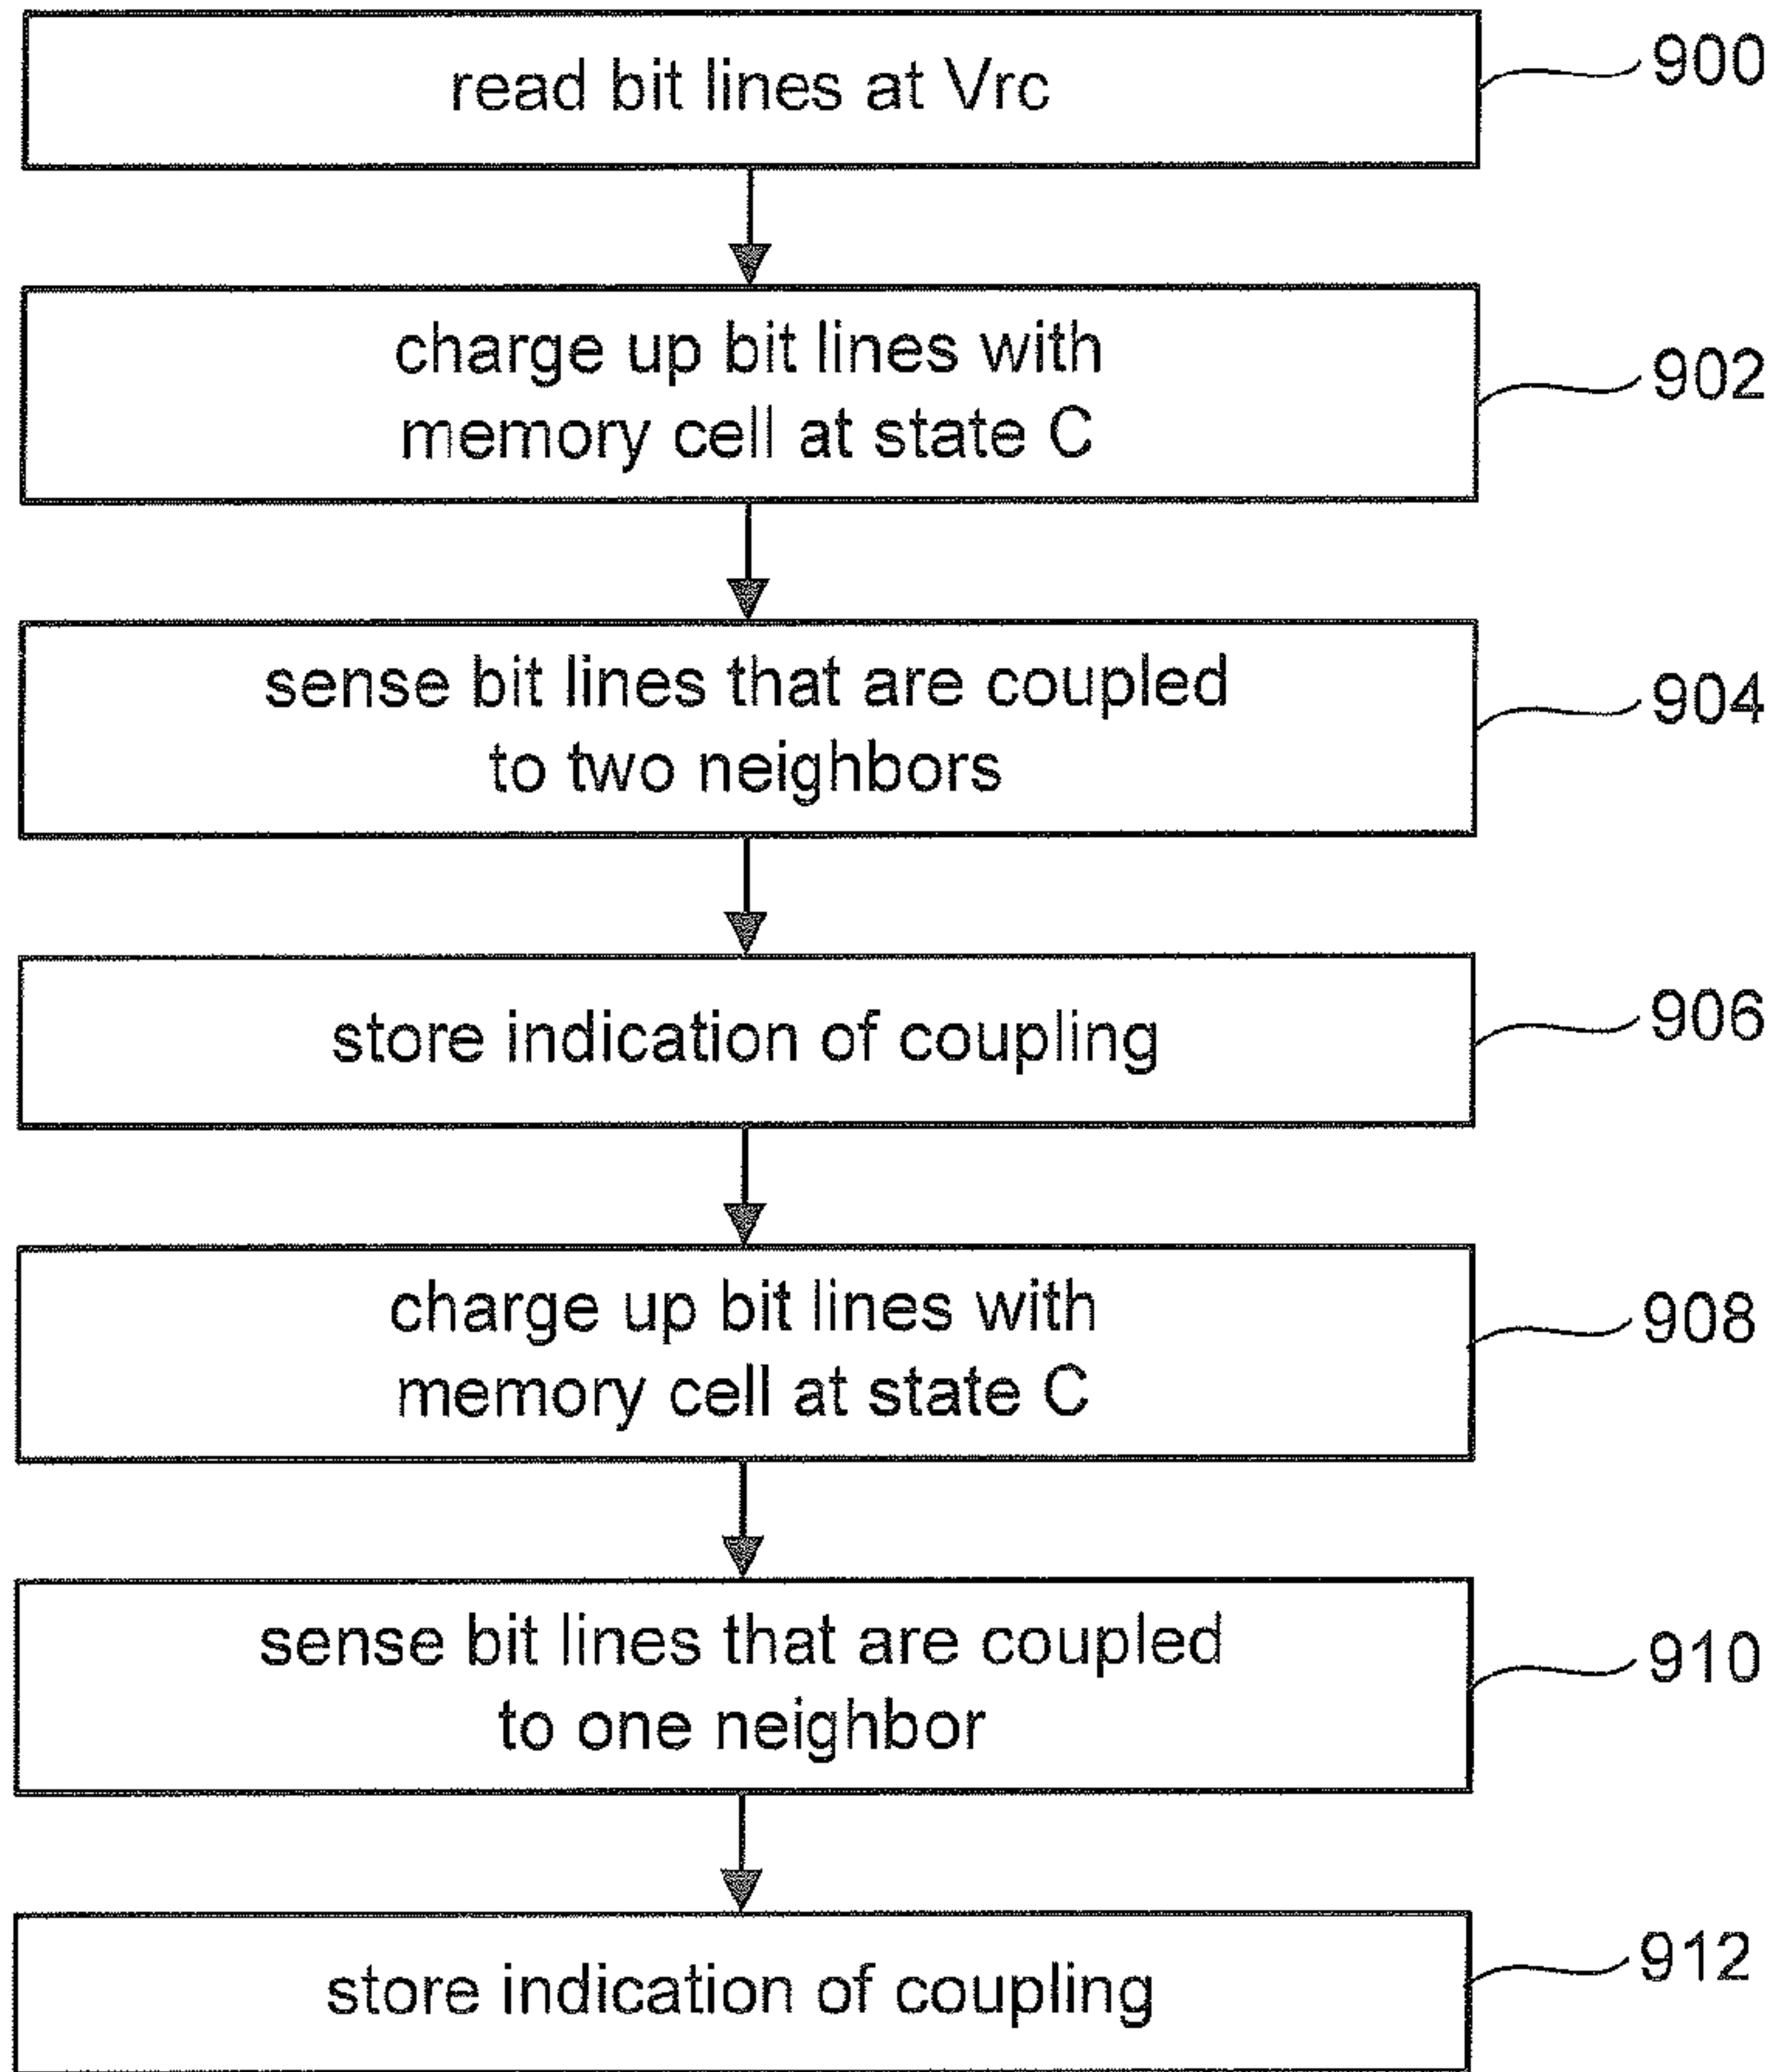 read bit lines at Vrc
900
charge up bit lines with
memory cell at state C
902
sense bit lines that are coupled
to two neighbors
904
store indication of coupling
906
charge up bit lines with
memory cell at state C
908
sense bit lines that are coupled
to one neighbor
910
store indication of coupling
912